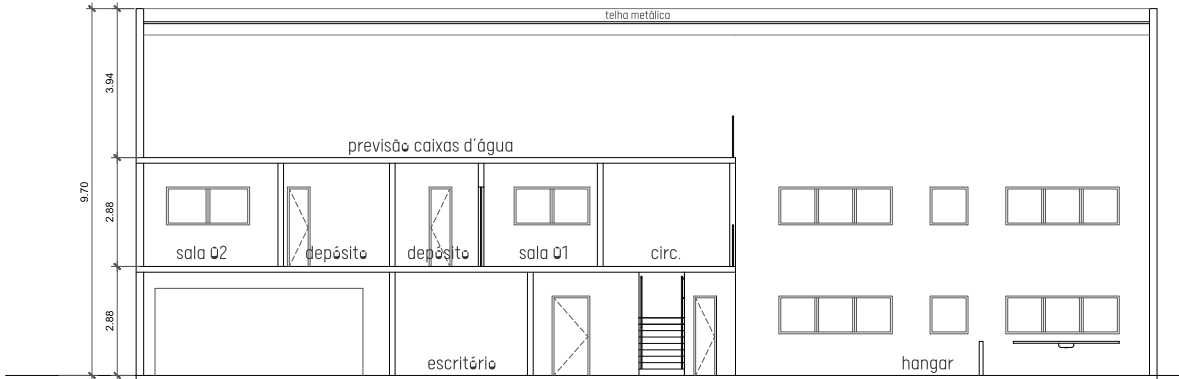 telha metálica
3.94
previsão caixas d'água
9.70
2.88
sala 02
depósito
depósito
sala 01
circ.
2.88
escritório
hangar